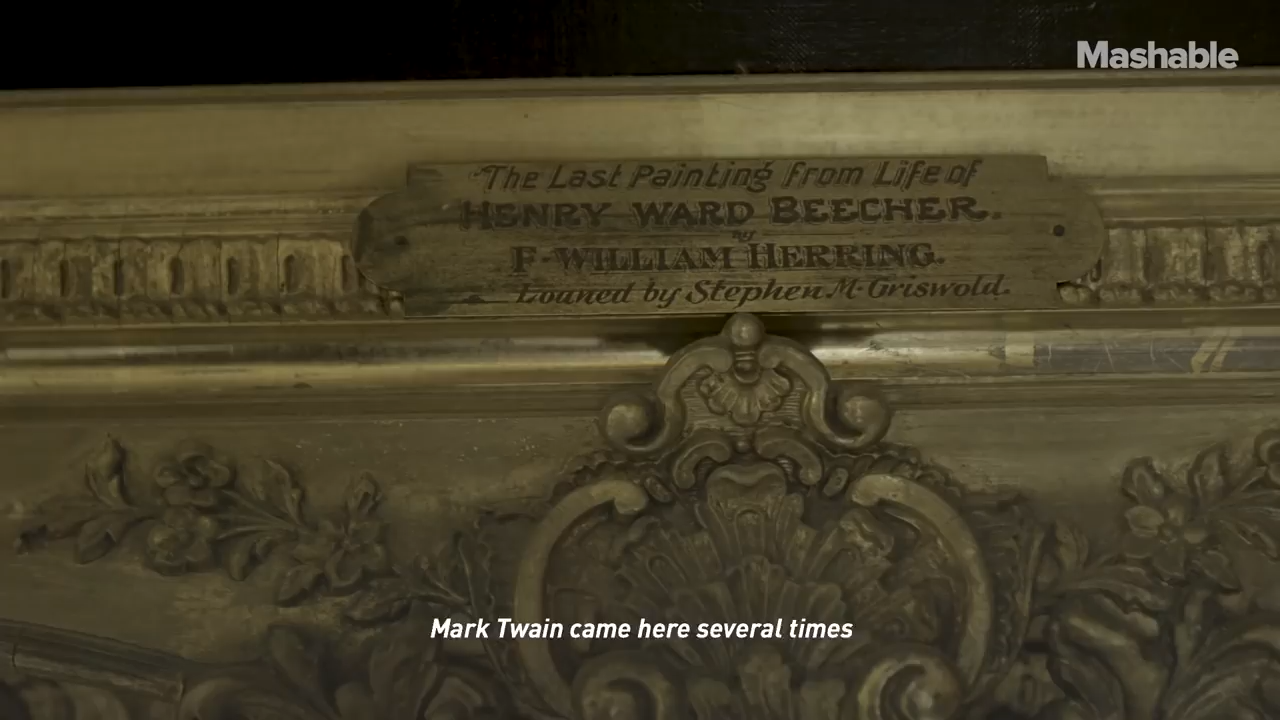 Mashable
The Last Painting from Life of
HENRY WARD BEECHER.
by
F. WILLIAM HERRING.
Loaned by Stephen M. Griswold.
Mark Twain came here several times